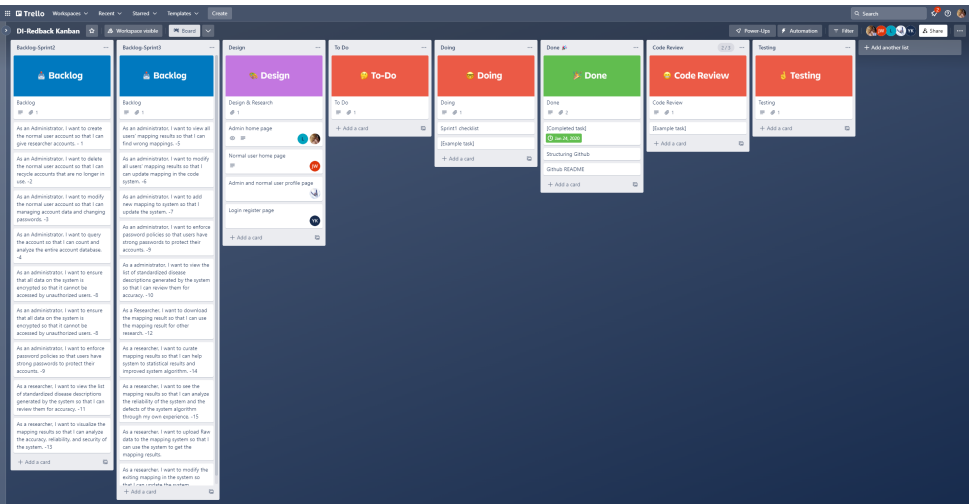 Trello
Workspaces
Recent
Starred
Templates
Create
Search
DI-Redback Kanban
Workspace visible
Board
Power-Ups
Automation
Filter
YK
Share
Backlog-Sprint2
Backlog
Backlog
1
As an Administrator, I want to create
the normal user account so that I can
give researcher accounts. - 1
As an Administrator, I want to delete
the normal user account so that I can
recycle accounts that are no longer in
use. -2
As an Administrator, I want to modify
the normal user account so that I can
managing account data and changing
passwords. -3
As an Admin istrator, I want to query
the account so that I can count and
analyze the entire account database.
-4
As an administrator, I want to ensure
that all data on the system is
encrypted so that it cannot be
accessed by unauthorized users. -8
As an administrator, I want to ensure
that all data on the system is
encrypted so that it cannot be
accessed by unauthorized users. -8
As an administrator, I want to enforce
password policies so that users have
strong passwords to protect their
accounts. -9
As a researcher, I want to view the list
of standardized disease descriptions
generated by the system so that I can
review them for accuracy. -11
As a researcher, I want to visualize the
mapping results so that I can analyze
the accuracy, reliability, and security of
the system. -13
+ Add a card
Backlog-Sprint3
Backlog
Backlog
1
As an administrator, I want to view all
users' mapping results so that I can
find wrong mappings. -5
As an administrator, I want to modify
all users' mapping results so that I
can update mapping in the code
system. -6
As an administrator, I want to add
new mapping to system so that I
update the system. -7
As an administrator, I want to enforce
password policies so that users have
strong passwords to protect their
accounts. -9
As a administrator, I want to view the
list of standardized disease
descriptions generated by the system
so that I can review them for
accuracy. -10
As a Researcher, I want to download
the mapping result so that I can use
the mapping result for other
research. -12
As a researcher, I want to curate
mapping results so that I can help
system to statistical results and
improved system algorithm. -14
As a researcher, I want to see the
mapping results so that I can analyze
the reliability of the system and the
defects of the system algorithm
through my own experience. -15
As a researcher, I want to upload Raw
data to the mapping system so that I
can use the system to get the
mapping results.
As a researcher, I want to modify the
exiting mapping in the system so
that I can update the system
+ Add a card
Design
Design
Design & Research
1
Admin home page
Normal user home page
JW
Admin and normal user profile page
Login register page
YK
+ Add a card
To Do
To-Do
To Do
1
+ Add a card
Doing
Doing
Doing
1
Sprint1 checklist
[Example task]
+ Add a card
Done
Done
Done
2
[Completed task]
Jan 24, 2020
Structuring Github
Github README
+ Add a card
Code Review
2/3
Code Review
Code Review
1
[Example task]
+ Add a card
Testing
Testing
Testing
1
+ Add a card
+ Add another list